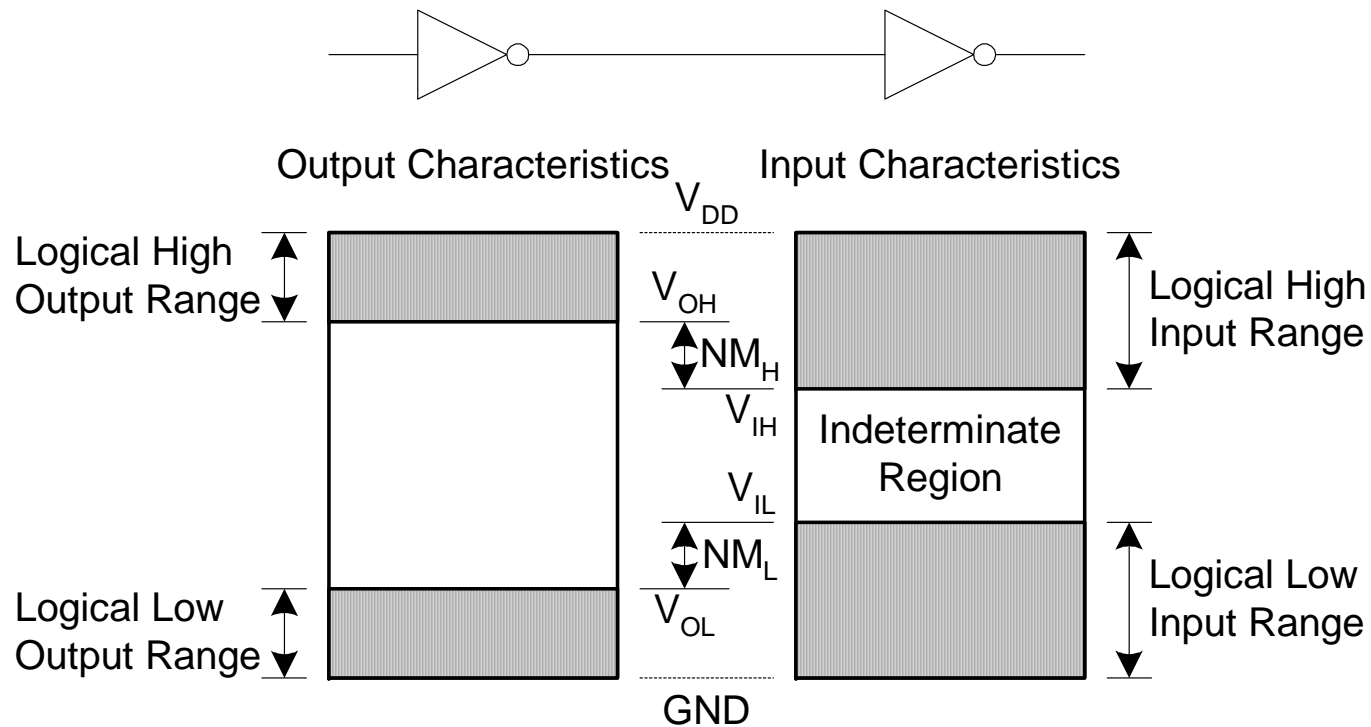 Output Characteristics
Input Characteristics
V_DD
Logical High
Output Range
V_OH
NM_H
V_IH
Logical High
Input Range
Indeterminate
Region
V_IL
NM_L
V_OL
Logical Low
Output Range
Logical Low
Input Range
GND